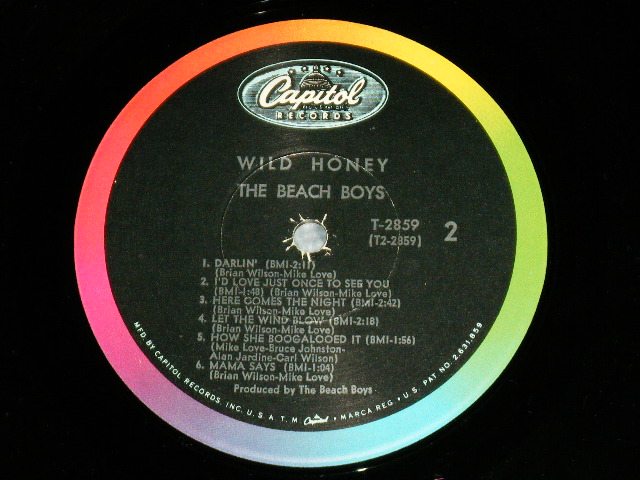 Capitol
RECORDS
WILD HONEY
THE BEACH BOYS
T-2859
(T2-2859)
2
1. DARLIN' (BMI-2:11)
(Brian Wilson-Mike Love)
2. I'D LOVE JUST ONCE TO SEE YOU
(BMI-1:48) (Brian Wilson-Mike Love)
3. HERE COMES THE NIGHT (BMI-2:42)
(Brian Wilson-Mike Love)
4. LET THE WIND BLOW (BMI-2:18)
(Brian Wilson-Mike Love)
5. HOW SHE BOOGALOOED IT (BMI-1:56)
(Mike Love-Bruce Johnston-
Alan Jardine-Carl Wilson)
6. MAMA SAYS (BMI-1:04)
(Brian Wilson-Mike Love)
Produced by The Beach Boys
MFD. BY CAPITOL RECORDS, INC. U. S. A. T. M. Capitol • MARCA REG. • U. S. PAT. NO. 2,631,859